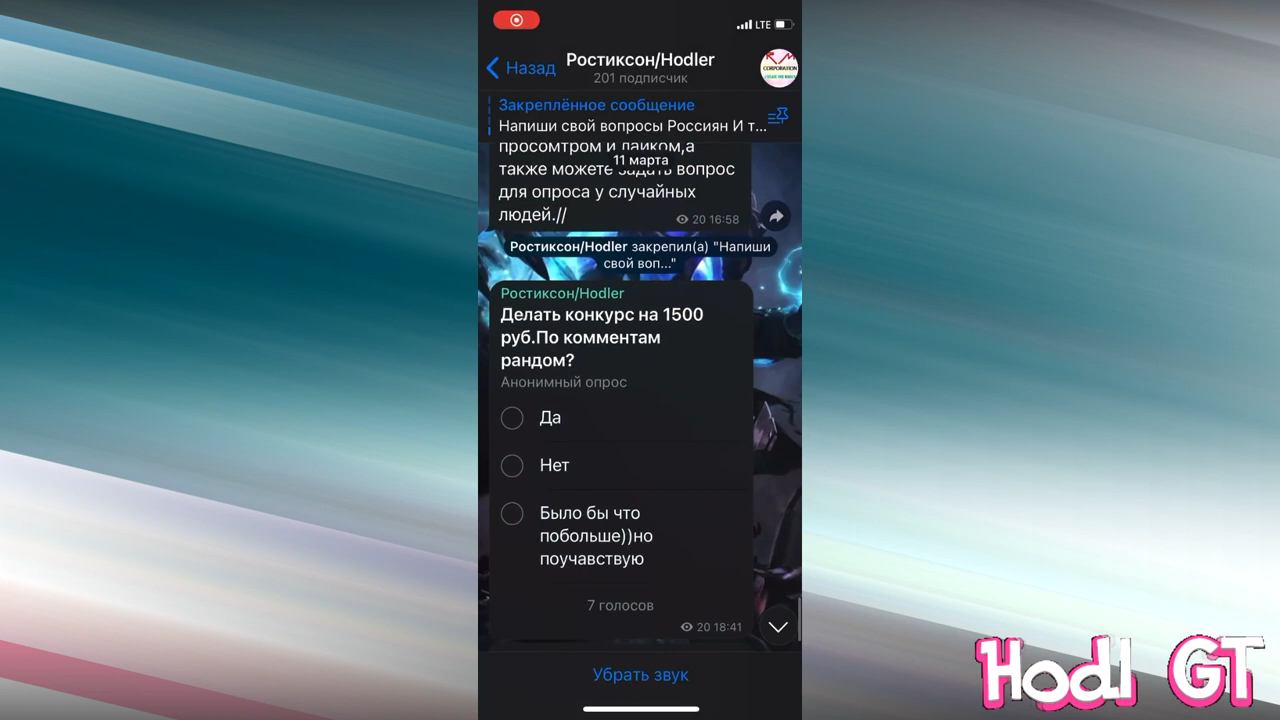 LTE
Назад
Ростиксон/Hodler
201 подписчик
CORPORATION
Закреплённое сообщение
Напиши свой вопросы Россиян И т...
просомтром и лайком,а
11 марта
также можете задать вопрос
для опроса у случайных
людей.//
20 16:58
Ростиксон/Hodler закрепил(а) "Напиши
свой воп..."
Ростиксон/Hodler
Делать конкурс на 1500
руб.По комментам
рандом?
Анонимный опрос
Да
Нет
Было бы что
побольше))но
поучавствую
7 голосов
20 18:41
Убрать звук
Hodl GT